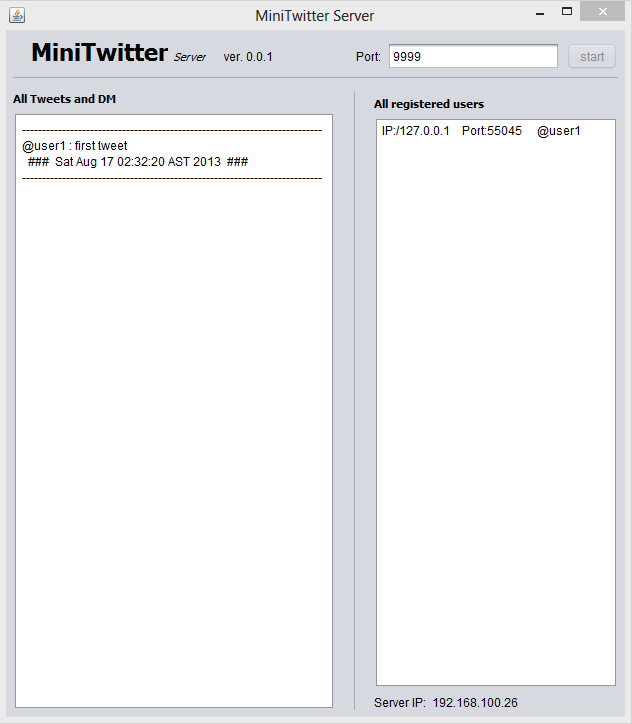 MiniTwitter Server
MiniTwitter Server ver. 0.0.1 Port: 9999 start
All Tweets and DM
@user1 : first tweet
### Sat Aug 17 02:32:20 AST 2013 ###
All registered users
IP:/127.0.0.1 Port:55045 @user1
Server IP: 192.168.100.26